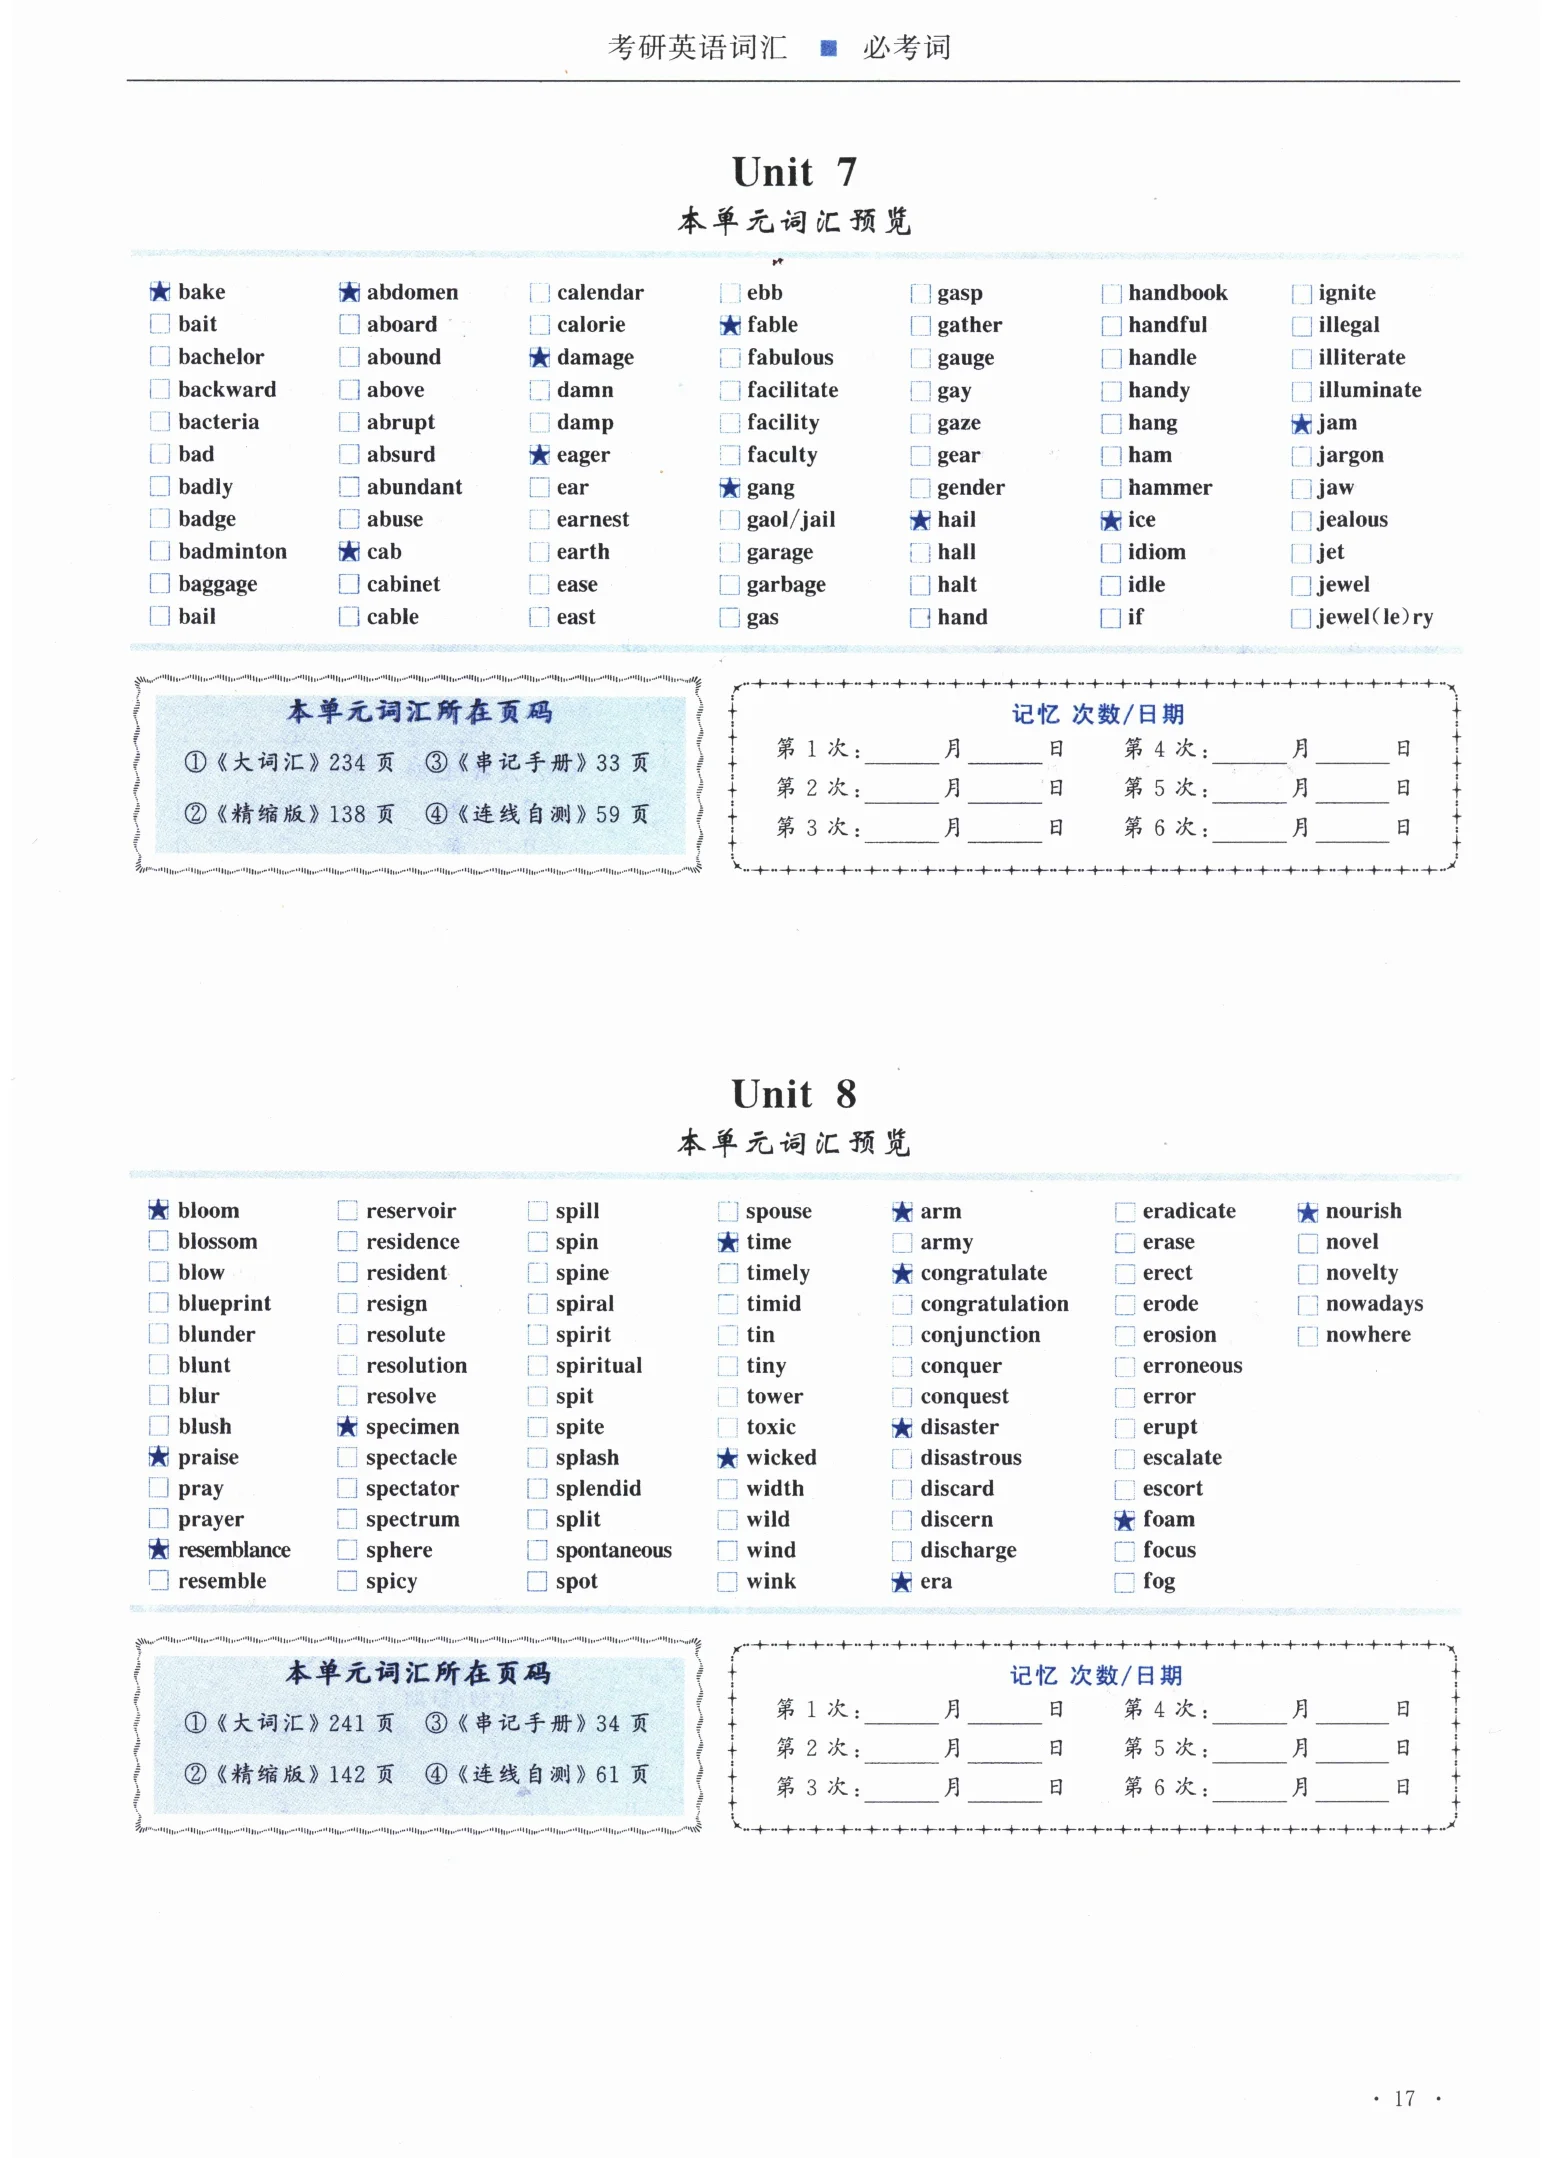 考研英语词汇 ■ 必考词
Unit 7
本单元词汇预览
★ bake ★ abdomen □ calendar □ ebb □ gasp □ handbook □ ignite
□ bait □ aboard □ calorie ★ fable □ gather □ handful □ illegal
□ bachelor □ abound ★ damage □ fabulous □ gauge □ handle □ illiterate
□ backward □ above □ damn □ facilitate □ gay □ handy □ illuminate
□ bacteria □ abrupt □ damp □ facility □ gaze □ hang ★ jam
□ bad □ absurd ★ eager □ faculty □ gear □ ham □ jargon
□ badly □ abundant □ ear ★ gang □ gender □ hammer □ jaw
□ badge □ abuse □ earnest □ gaol/jail ★ hail ★ ice □ jealous
□ badminton ★ cab □ earth □ garage □ hall □ idiom □ jet
□ baggage □ cabinet □ ease □ garbage □ halt □ idle □ jewel
□ bail □ cable □ east □ gas □ hand □ if □ jewel(le)ry
本单元词汇所在页码
①《大词汇》234 页 ③《串记手册》33 页
②《精缩版》138 页 ④《连线自测》59 页
记忆 次数/日期
第 1 次:______月______日 第 4 次:______月______日
第 2 次:______月______日 第 5 次:______月______日
第 3 次:______月______日 第 6 次:______月______日
Unit 8
本单元词汇预览
★ bloom □ reservoir □ spill □ spouse ★ arm □ eradicate ★ nourish
□ blossom □ residence □ spin ★ time □ army □ erase □ novel
□ blow □ resident □ spine □ timely ★ congratulate □ erect □ novelty
□ blueprint □ resign □ spiral □ timid □ congratulation □ erode □ nowadays
□ blunder □ resolute □ spirit □ tin □ conjunction □ erosion □ nowhere
□ blunt □ resolution □ spiritual □ tiny □ conquer □ erroneous
□ blur □ resolve □ spit □ tower □ conquest □ error
□ blush ★ specimen □ spite □ toxic ★ disaster □ erupt
★ praise □ spectacle □ splash ★ wicked □ disastrous □ escalate
□ pray □ spectator □ splendid □ width □ discard □ escort
□ prayer □ spectrum □ split □ wild □ discern ★ foam
★ resemblance □ sphere □ spontaneous □ wind □ discharge □ focus
□ resemble □ spicy □ spot □ wink ★ era □ fog
本单元词汇所在页码
①《大词汇》241 页 ③《串记手册》34 页
②《精缩版》142 页 ④《连线自测》61 页
记忆 次数/日期
第 1 次:______月______日 第 4 次:______月______日
第 2 次:______月______日 第 5 次:______月______日
第 3 次:______月______日 第 6 次:______月______日
· 17 ·